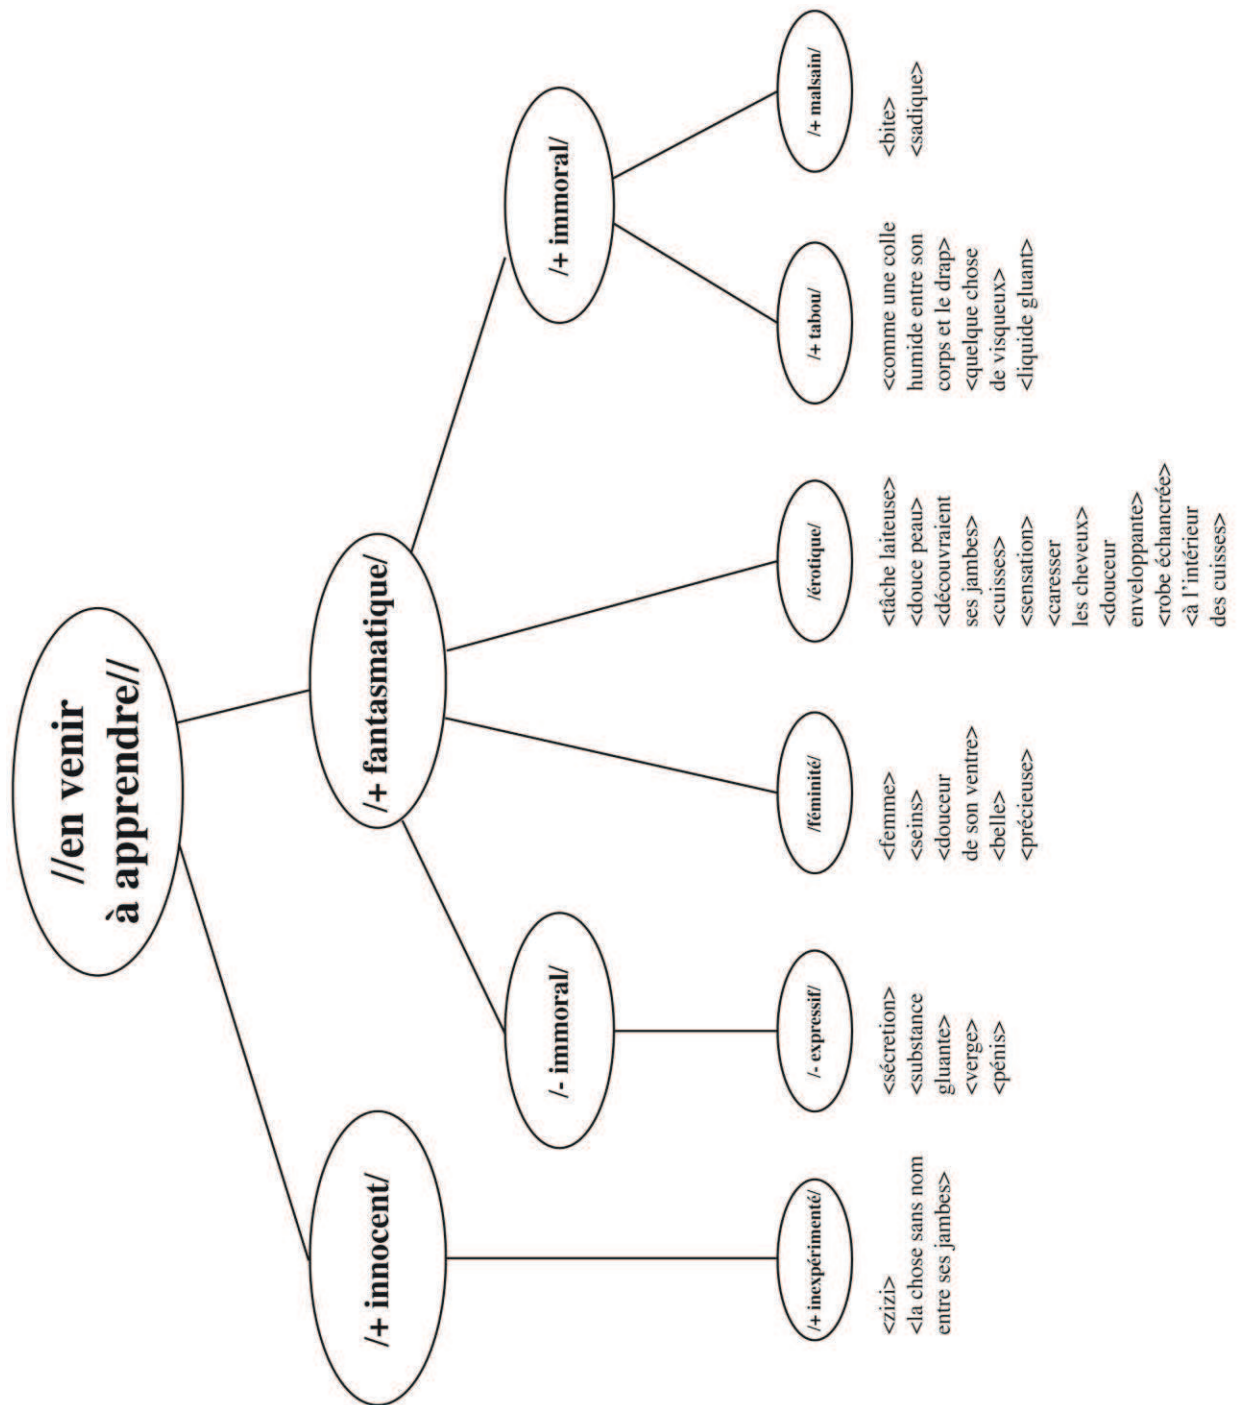 //en venir
à apprendre//
/+ innocent/
/+ fantasmatique/
/- immoral/
/+ immoral/
/+ inexpérimenté/
/- expressif/
/féminité/
/érotique/
/+ tabou/
/+ malsain/
<zizi>
<la chose sans nom
entre ses jambes>
<sécretion>
<substance
gluante>
<verge>
<pénis>
<femme>
<seins>
<douceur
de son ventre>
<belle>
<précieuse>
<tâche laiteuse>
<douce peau>
<découvraient
ses jambes>
<cuisses>
<sensation>
<caresser
les cheveux>
<douceur
enveloppante>
<robe échancrée>
<à l'intérieur
des cuisses>
<comme une colle
humide entre son
corps et le drap>
<quelque chose
de visqueux>
<liquide gluant>
<bite>
<sadique>